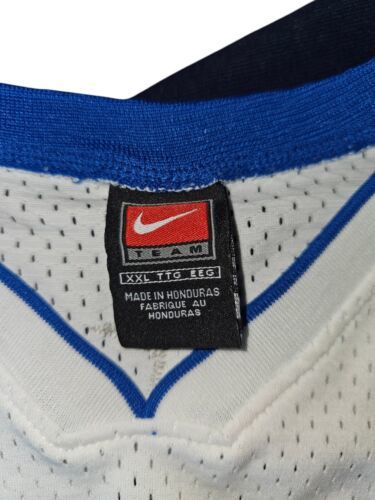 TEAM
XXL TTG EEG
MADE IN HONDURAS
FABRIQUE AU
HONDURAS